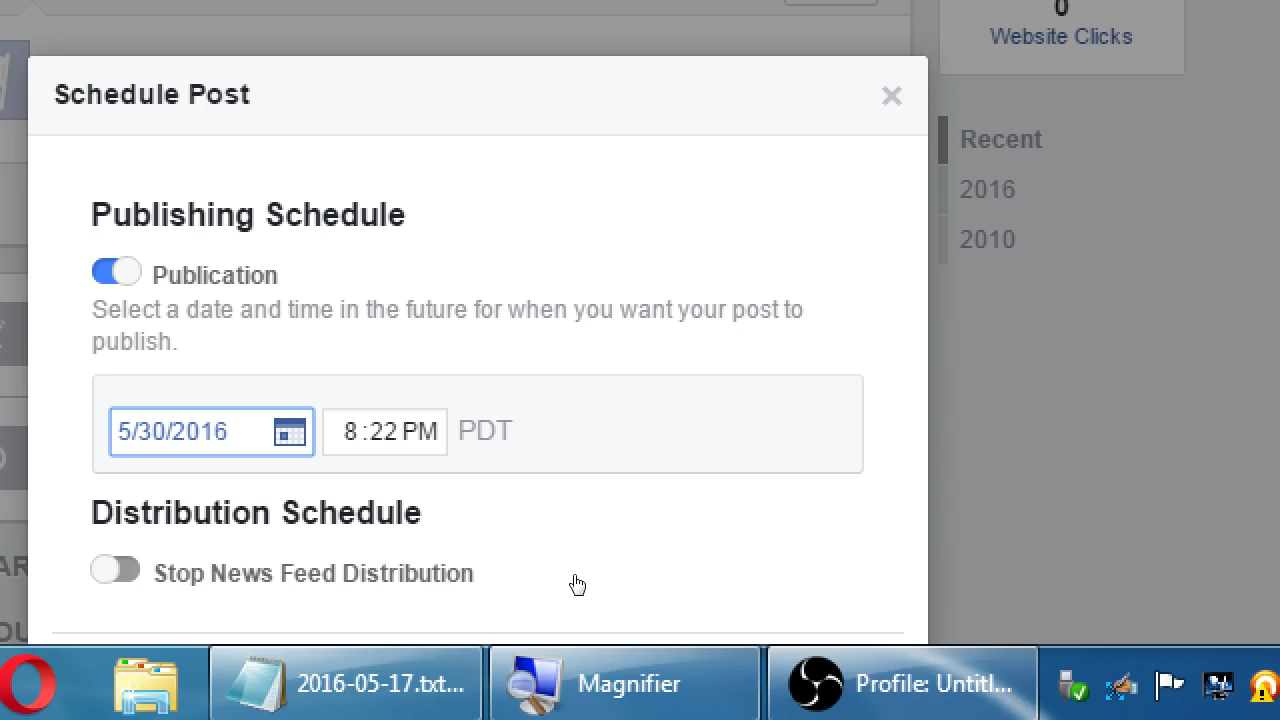 0
Website Clicks
Schedule Post
Recent
2016
2010
Publishing Schedule
Publication
Select a date and time in the future for when you want your post to
publish.
5/30/2016 8:22 PM PDT
Distribution Schedule
Stop News Feed Distribution
2016-05-17.txt... Magnifier Profile: Untitl...